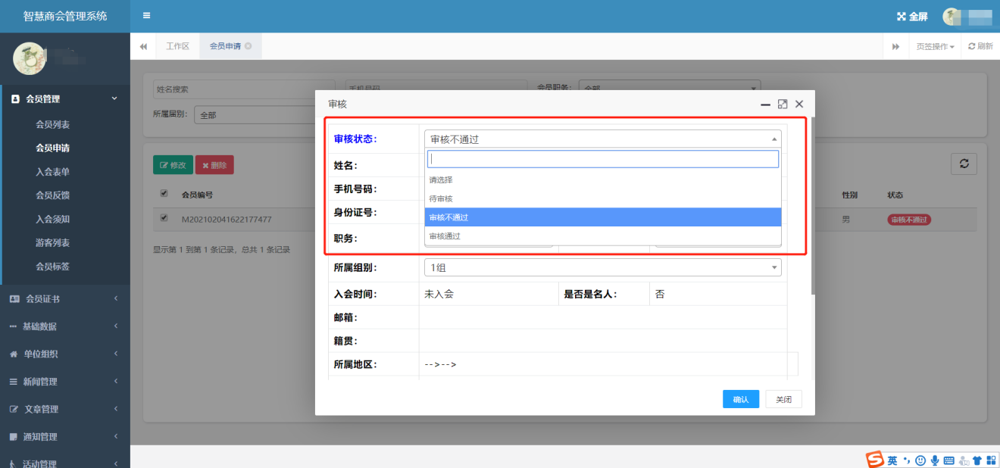 智慧商会管理系统
全屏
会员管理
会员列表
会员申请
入会表单
会员反馈
入会须知
游客列表
会员标签
会员证书
基础数据
单位组织
新闻管理
文章管理
通知管理
活动管理
工作区
会员申请
页签操作
刷新
姓名搜索
手机号码
会员职务：
全部
所属届别：
全部
修改
删除
会员编号
性别
状态
M202102041622177477
男
审核不通过
显示第 1 到第 1 条记录，总共 1 条记录
审核
审核状态：
审核不通过
请选择
待审核
审核不通过
审核通过
姓名：
手机号码：
身份证号：
职务：
所属组别：
1组
入会时间：
未入会
是否是名人：
否
邮箱：
籍贯：
所属地区：
-->-->
确认
关闭
英